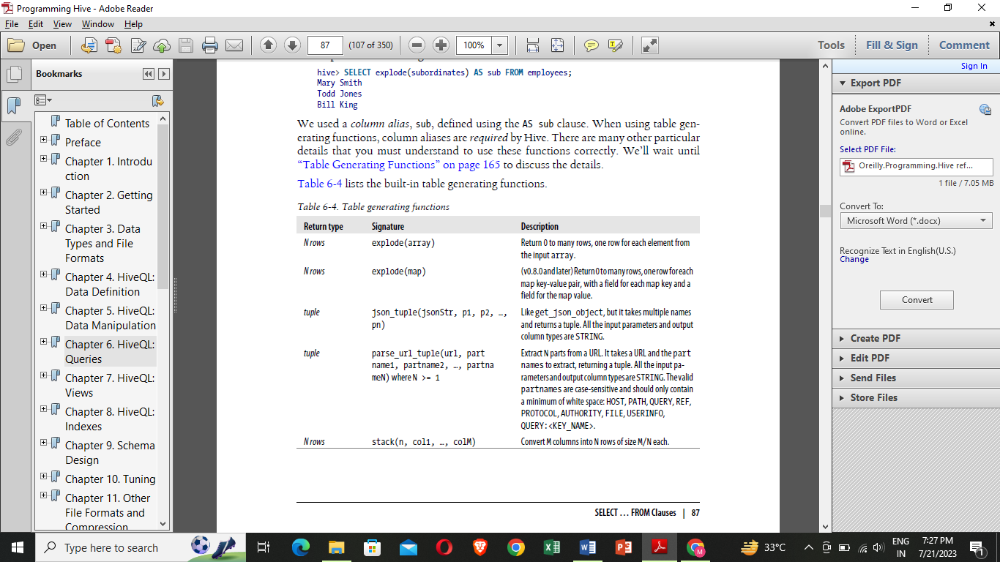 Programming Hive - Adobe Reader
File Edit View Window Help
Open
87
(107 of 350)
100%
Tools
Fill & Sign
Comment
Bookmarks
Table of Contents
Preface
Chapter 1. Introdu
ction
Chapter 2. Getting
Started
Chapter 3. Data
Types and File
Formats
Chapter 4. HiveQL:
Data Definition
Chapter 5. HiveQL:
Data Manipulation
Chapter 6. HiveQL:
Queries
Chapter 7. HiveQL:
Views
Chapter 8. HiveQL:
Indexes
Chapter 9. Schema
Design
Chapter 10. Tuning
Chapter 11. Other
File Formats and
Compression
hive> SELECT explode(subordinates) AS sub FROM employees;
Mary Smith
Todd Jones
Bill King
We used a column alias, sub, defined using the AS sub clause. When using table gen-
erating functions, column aliases are required by Hive. There are many other particular
details that you must understand to use these functions correctly. We’ll wait until
“Table Generating Functions” on page 165 to discuss the details.
Table 6-4 lists the built-in table generating functions.
Table 6-4. Table generating functions
Return type Signature Description
N rows explode(array) Return 0 to many rows, one row for each element from
the input array.
N rows explode(map) (v0.8.0 and later) Return 0 to many rows, one row for each
map key-value pair, with a field for each map key and a
field for the map value.
tuple json_tuple(jsonStr, p1, p2, …, Like get_json_object, but it takes multiple names
pn) and returns a tuple. All the input parameters and output
column types are STRING.
tuple parse_url_tuple(url, part Extract N parts from a URL. It takes a URL and the part
name1, partname2, …, partna names to extract, returning a tuple. All the input pa-
meN) where N >= 1 rameters and output column types are STRING. The valid
partnames are case-sensitive and should only contain
a minimum of white space: HOST, PATH, QUERY, REF,
PROTOCOL, AUTHORITY, FILE, USERINFO,
QUERY:<KEY_NAME>.
N rows stack(n, col1, …, colM) Convert M columns into N rows of size M/N each.
SELECT … FROM Clauses | 87
Sign In
Export PDF
Adobe ExportPDF
Convert PDF files to Word or Excel
online.
Select PDF File:
Oreilly.Programming.Hive ref...
1 file / 7.05 MB
Convert To:
Microsoft Word (*.docx)
Recognize Text in English(U.S.)
Change
Convert
Create PDF
Edit PDF
Send Files
Store Files
Type here to search
33°C
ENG
IN
7:27 PM
7/21/2023
1